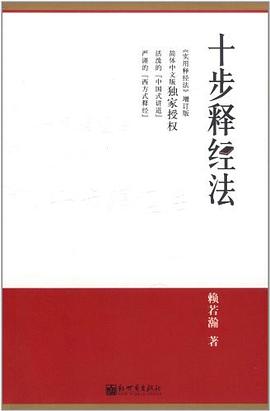 十步释经法
《实用释经法》增订版
简体中文版独家授权
活泼的「中国式讲道」
严谨的「西方式释经」
赖若瀚 著
新世界出版社